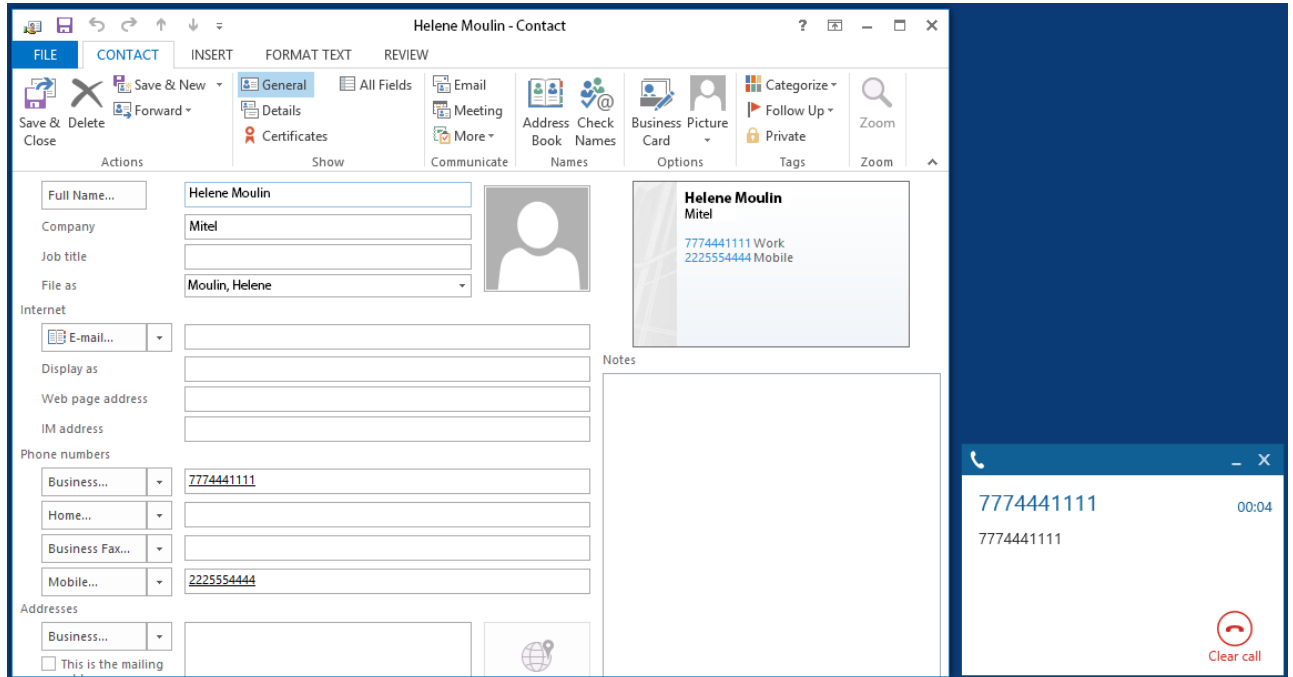 Helene Moulin - Contact
?
FILE CONTACT INSERT FORMAT TEXT REVIEW
Save & Close
Delete
Save & New
Forward
Actions
General
Details
Certificates
All Fields
Show
Email
Meeting
More
Communicate
Address Book
Check Names
Names
Business Card
Picture
Options
Categorize
Follow Up
Private
Tags
Zoom
Zoom
Full Name... Helene Moulin
Company Mitel
Job title
File as Moulin, Helene
Internet
E-mail...
Display as
Web page address
IM address
Phone numbers
Business... 7774441111
Home...
Business Fax...
Mobile... 2225554444
Addresses
Business...
This is the mailing
Helene Moulin
Mitel
7774441111 Work
2225554444 Mobile
Notes
7774441111 00:04
7774441111
Clear call